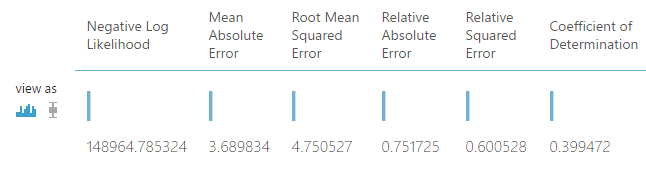 Negative Log Likelihood
Mean Absolute Error
Root Mean Squared Error
Relative Absolute Error
Relative Squared Error
Coefficient of Determination
view as
148964.785324 3.689834 4.750527 0.751725 0.600528 0.399472